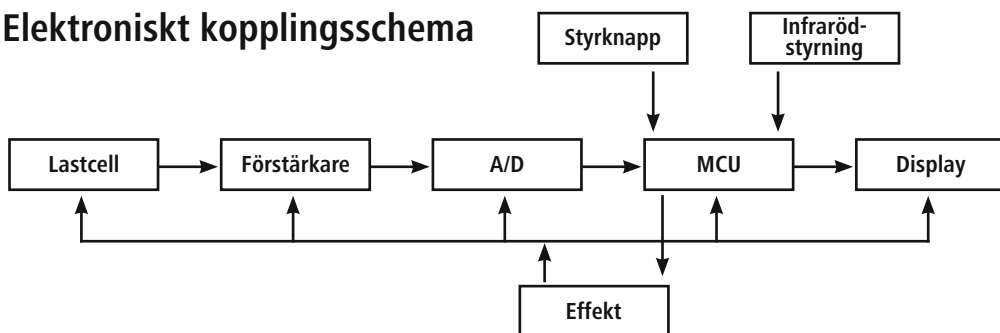 Elektroniskt kopplingsschema
Styrknapp
Infraröd-
styrning
Lastcell
Förstärkare
A/D
MCU
Display
Effekt